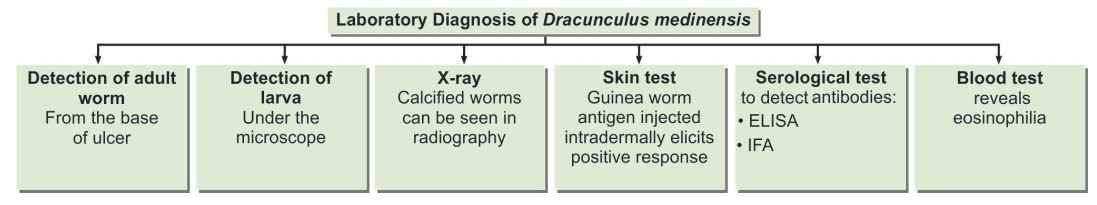 Laboratory Diagnosis of Dracunculus medinensis
Detection of adult
worm
From the base
of ulcer
Detection of
larva
Under the
microscope
X-ray
Calcified worms
can be seen in
radiography
Skin test
Guinea worm
antigen injected
intradermally elicits
positive response
Serological test
to detect antibodies:
• ELISA
• IFA
Blood test
reveals
eosinophilia